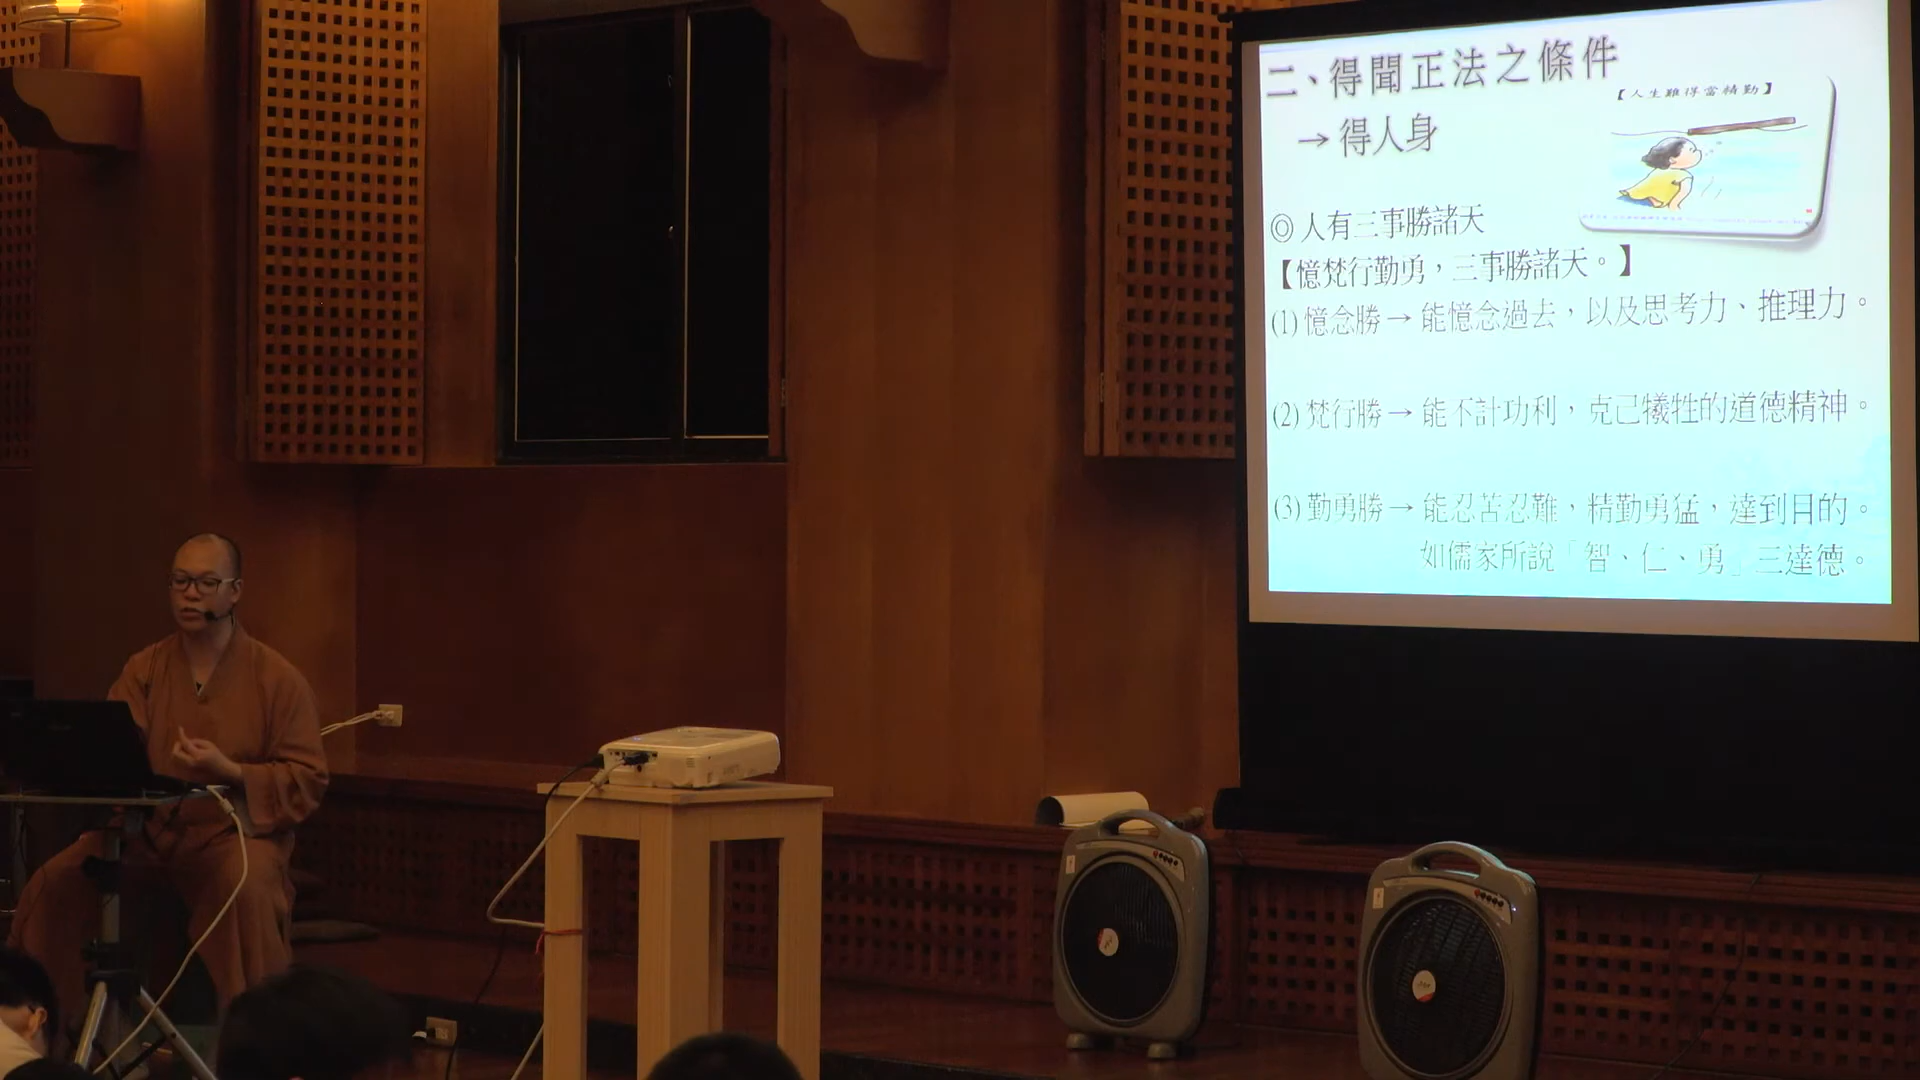 二、得聞正法之條件
→ 得人身
【人生難得當精勤】
◎ 人有三事勝諸天
【憶梵行勤勇，三事勝諸天。】
(1) 憶念勝 → 能憶念過去，以及思考力、推理力。
(2) 梵行勝 → 能不計功利，克己犧牲的道德精神。
(3) 勤勇勝 → 能忍苦忍難，精勤勇猛，達到目的。
如儒家所說「智、仁、勇」三達德。